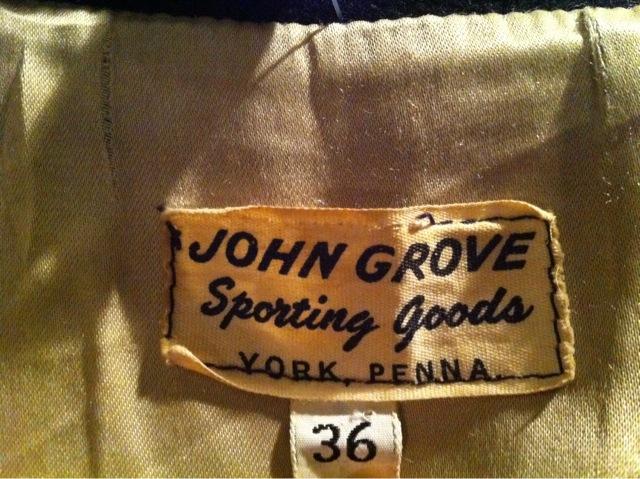 JOHN GROVE
Sporting Goods
YORK, PENNA.
36